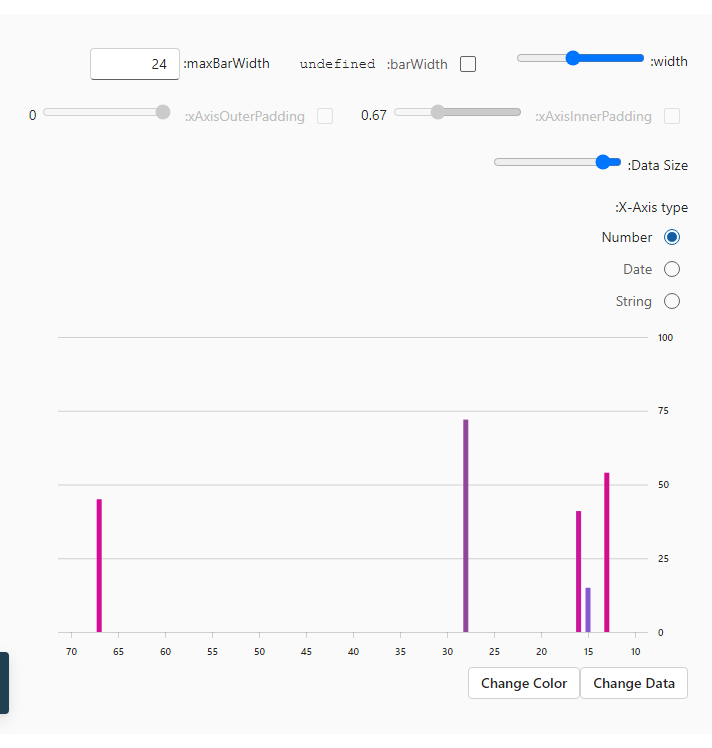 width:
barWidth: undefined
maxBarWidth: 24
xAxisInnerPadding: 0.67
xAxisOuterPadding: 0
Data Size:
X-Axis type:
Number
Date
String
100
75
50
25
0
70 65 60 55 50 45 40 35 30 25 20 15 10
Change Color Change Data